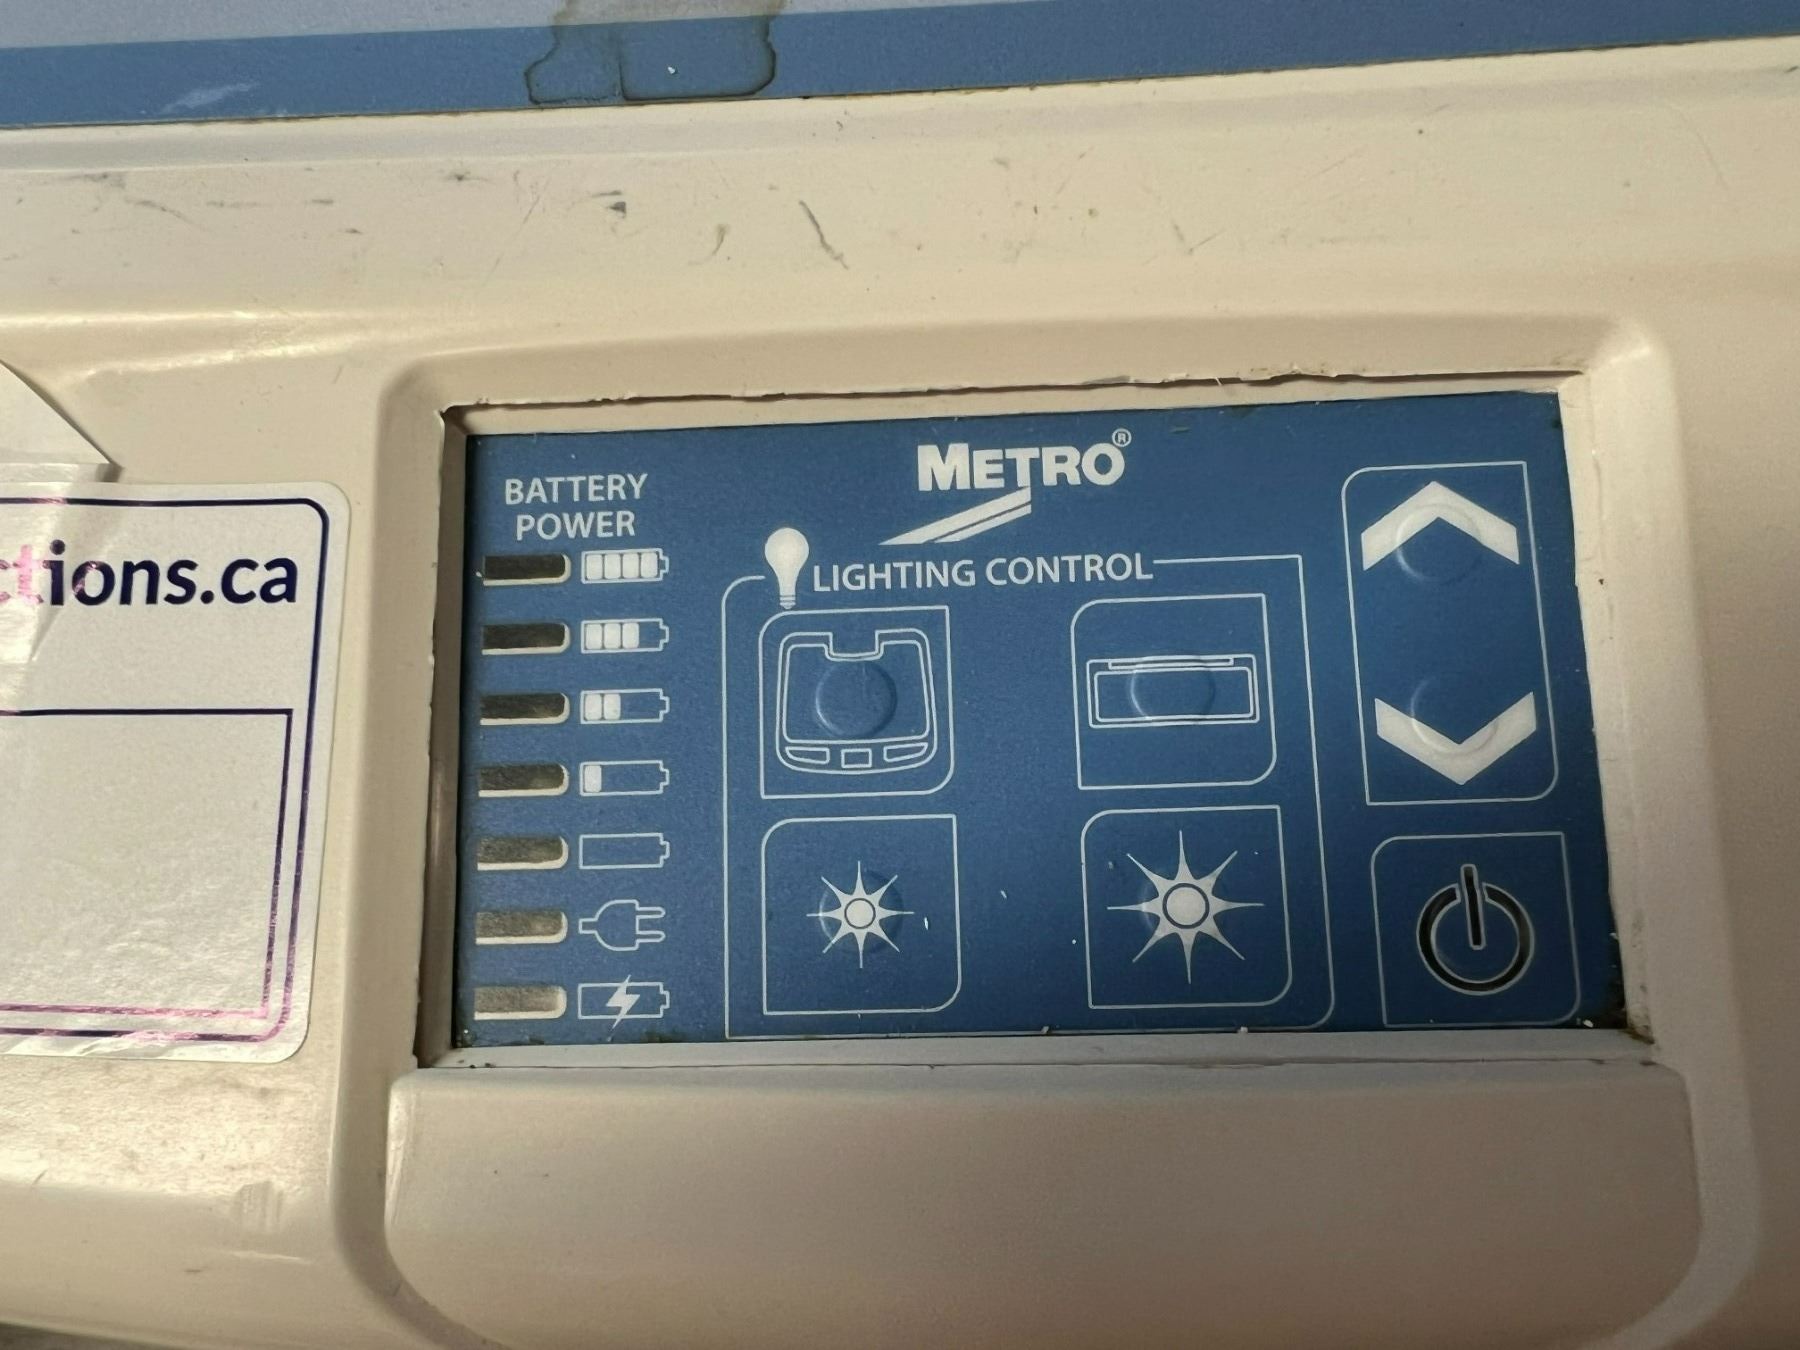 METRO®
BATTERY
POWER
LIGHTING CONTROL
ctions.ca